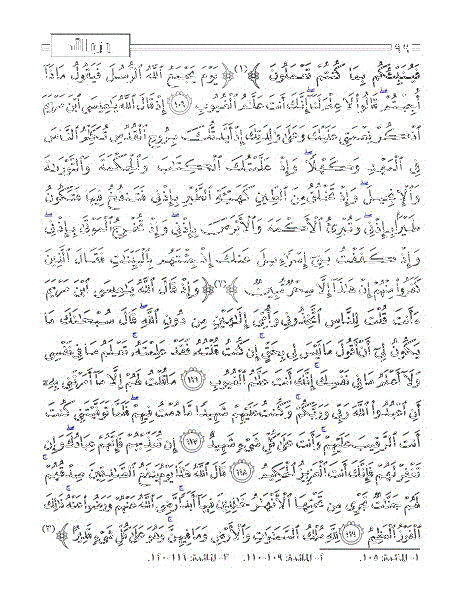 فَيُنَبِّئُكُم بِمَا كُنتُمْ تَعْمَلُونَ ﴾ (١) ﴿ يَوْمَ يَجْمَعُ ٱللَّهُ ٱلرُّسُلَ فَيَقُولُ مَاذَآ
أُجِبْتُمْ ۖ قَالُوا۟ لَا عِلْمَ لَنَآ ۖ إِنَّكَ أَنتَ عَلَّٰمُ ٱلْغُيُوبِ ١٠٩ إِذْ قَالَ ٱللَّهُ يَٰعِيسَى ٱبْنَ مَرْيَمَ
ٱذْكُرْ نِعْمَتِى عَلَيْكَ وَعَلَىٰ وَٰلِدَتِكَ إِذْ أَيَّدتُّكَ بِرُوحِ ٱلْقُدُسِ تُكَلِّمُ ٱلنَّاسَ
فِى ٱلْمَهْدِ وَكَهْلًا ۖ وَإِذْ عَلَّمْتُكَ ٱلْكِتَٰبَ وَٱلْحِكْمَةَ وَٱلتَّوْرَىٰةَ
وَٱلْإِنجِيلَ ۖ وَإِذْ تَخْلُقُ مِنَ ٱلطِّينِ كَهَيْـَٔةِ ٱلطَّيْرِ بِإِذْنِى فَتَنفُخُ فِيهَا فَتَكُونُ
طَيْرًۢا بِإِذْنِى ۖ وَتُبْرِئُ ٱلْأَكْمَهَ وَٱلْأَبْرَصَ بِإِذْنِى ۖ وَإِذْ تُخْرِجُ ٱلْمَوْتَىٰ بِإِذْنِى ۖ
وَإِذْ كَفَفْتُ بَنِىٓ إِسْرَٰٓءِيلَ عَنكَ إِذْ جِئْتَهُم بِٱلْبَيِّنَٰتِ فَقَالَ ٱلَّذِينَ
كَفَرُوا۟ مِنْهُمْ إِنْ هَٰذَآ إِلَّا سِحْرٌ مُّبِينٌ ﴾ (٢) ﴿ وَإِذْ قَالَ ٱللَّهُ يَٰعِيسَى ٱبْنَ مَرْيَمَ
ءَأَنتَ قُلْتَ لِلنَّاسِ ٱتَّخِذُونِى وَأُمِّىَ إِلَٰهَيْنِ مِن دُونِ ٱللَّهِ ۖ قَالَ سُبْحَٰنَكَ مَا
يَكُونُ لِىٓ أَنْ أَقُولَ مَا لَيْسَ لِى بِحَقٍّ ۚ إِن كُنتُ قُلْتُهُۥ فَقَدْ عَلِمْتَهُۥ ۚ تَعْلَمُ مَا فِى نَفْسِى
وَلَآ أَعْلَمُ مَا فِى نَفْسِكَ ۚ إِنَّكَ أَنتَ عَلَّٰمُ ٱلْغُيُوبِ ١١٦ مَا قُلْتُ لَهُمْ إِلَّا مَآ أَمَرْتَنِى بِهِۦٓ
أَنِ ٱعْبُدُوا۟ ٱللَّهَ رَبِّى وَرَبَّكُمْ ۚ وَكُنتُ عَلَيْهِمْ شَهِيدًا مَّا دُمْتُ فِيهِمْ ۖ فَلَمَّا تَوَفَّيْتَنِى كُنتَ
أَنتَ ٱلرَّقِيبَ عَلَيْهِمْ ۚ وَأَنتَ عَلَىٰ كُلِّ شَىْءٍ شَهِيدٌ ١١٧ إِن تُعَذِّبْهُمْ فَإِنَّهُمْ عِبَادُكَ ۖ وَإِن
تَغْفِرْ لَهُمْ فَإِنَّكَ أَنتَ ٱلْعَزِيزُ ٱلْحَكِيمُ ١١٨ قَالَ ٱللَّهُ هَٰذَا يَوْمُ يَنفَعُ ٱلصَّٰدِقِينَ صِدْقُهُمْ ۚ
لَهُمْ جَنَّٰتٌ تَجْرِى مِن تَحْتِهَا ٱلْأَنْهَٰرُ خَٰلِدِينَ فِيهَآ أَبَدًا ۚ رَّضِىَ ٱللَّهُ عَنْهُمْ وَرَضُوا۟ عَنْهُ ۚ ذَٰلِكَ
ٱلْفَوْزُ ٱلْعَظِيمُ ١١٩ لِلَّهِ مُلْكُ ٱلسَّمَٰوَٰتِ وَٱلْأَرْضِ وَمَا فِيهِنَّ ۚ وَهُوَ عَلَىٰ كُلِّ شَىْءٍ قَدِيرٌۢ ﴾ (٣)
١- المائدة: ١٠٥. ٢- المائدة: ١٠٩-١١٠. ٣- المائدة: ١١٦-١٢٠.